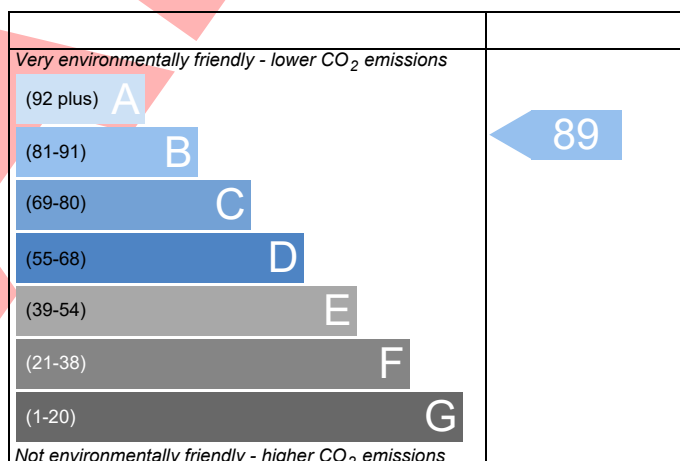 Very environmentally friendly - lower CO2 emissions
(92 plus) A
(81-91) B
89
(69-80) C
(55-68) D
(39-54) E
(21-38) F
(1-20) G
Not environmentally friendly - higher CO2 emissions